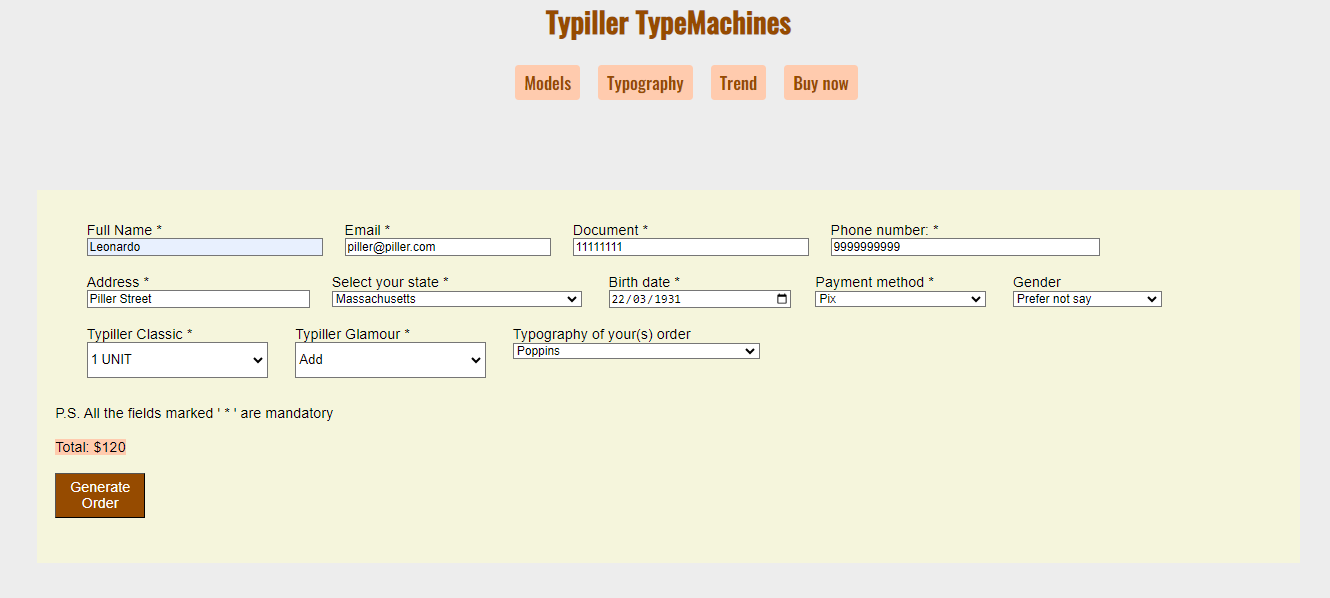 Typiller TypeMachines
Models Typography Trend Buy now
Full Name * Email * Document * Phone number: *
Leonardo piller@piller.com 11111111 9999999999
Address * Select your state * Birth date * Payment method * Gender
Piller Street Massachusetts 22/03/1931 Pix Prefer not say
Typiller Classic * Typiller Glamour * Typography of your(s) order
1 UNIT Add Poppins
P.S. All the fields marked ' * ' are mandatory
Total: $120
Generate
Order